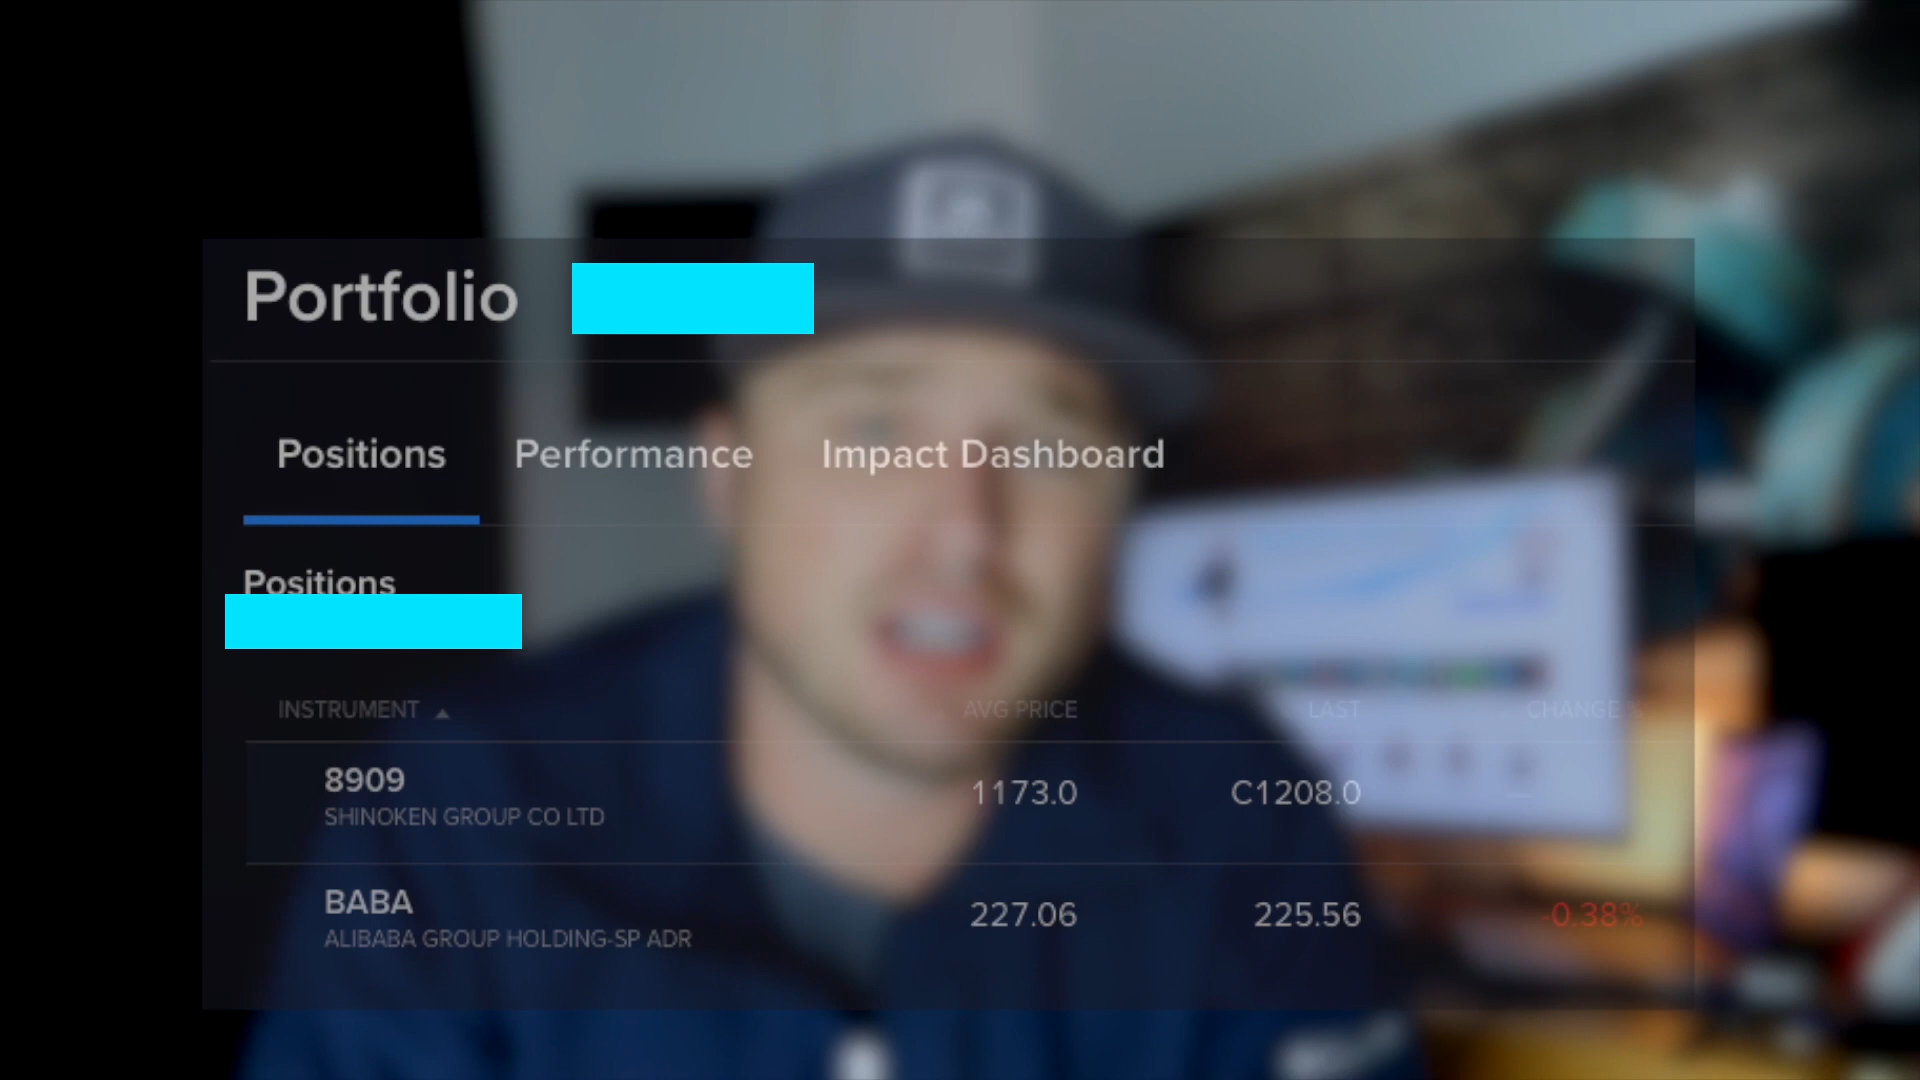 Portfolio
Positions Performance Impact Dashboard
Positions
INSTRUMENT ▲ AVG PRICE LAST CHANGE %
8909 1173.0 C1208.0
SHINOKEN GROUP CO LTD
BABA 227.06 225.56 -0.38%
ALIBABA GROUP HOLDING-SP ADR